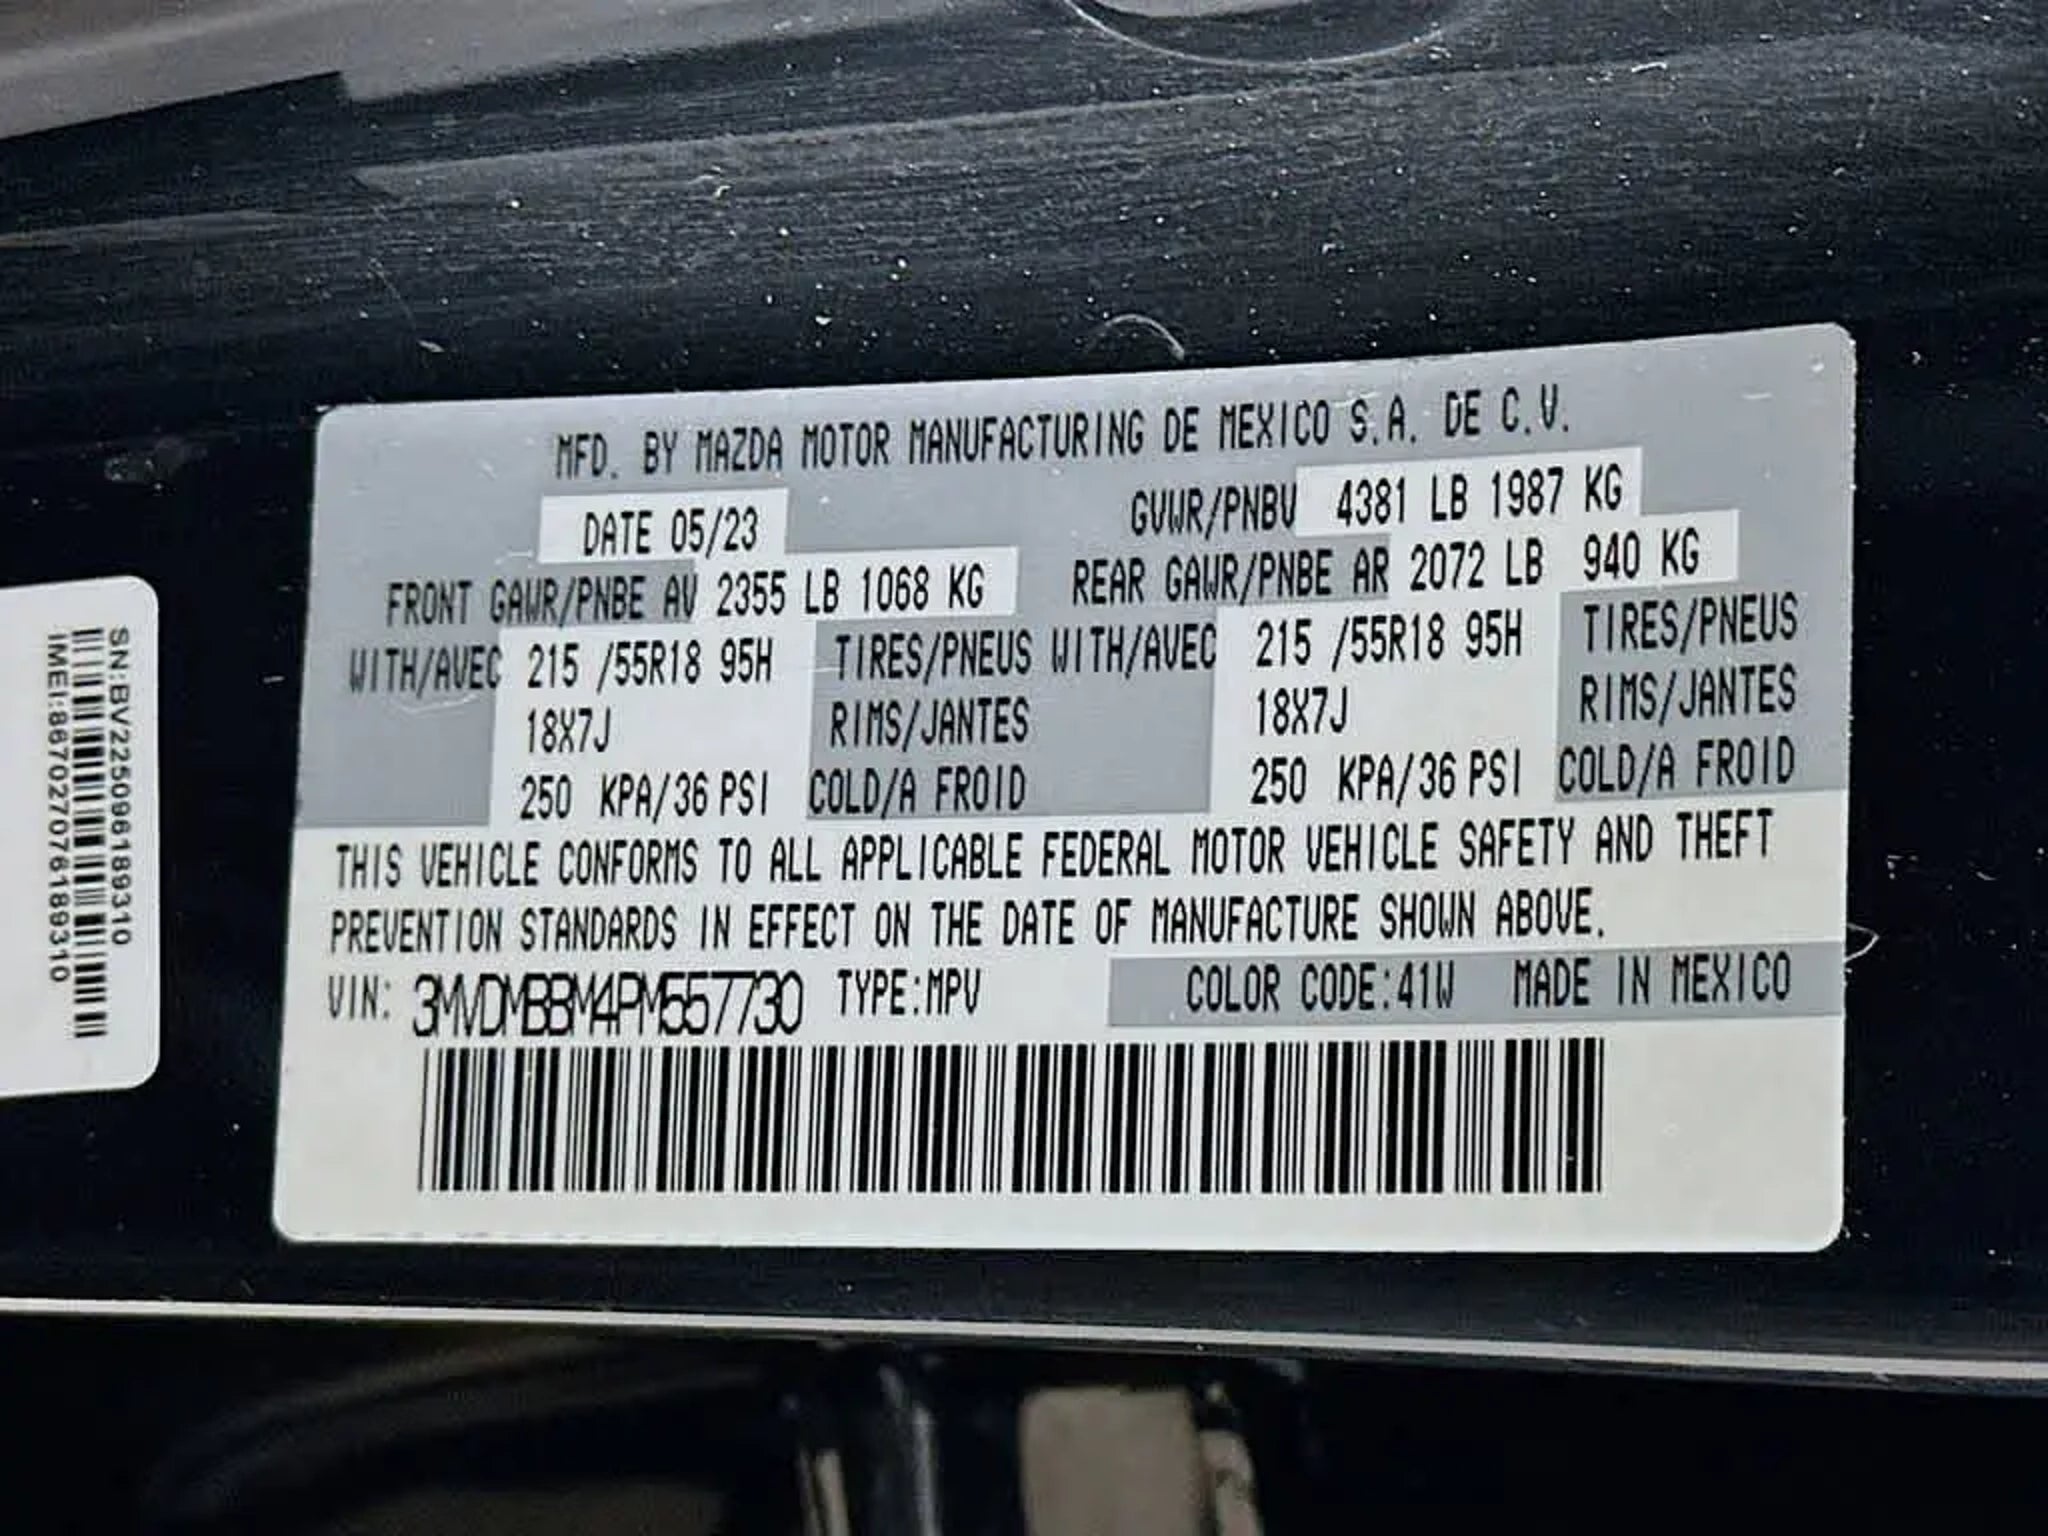 MFD. BY MAZDA MOTOR MANUFACTURING DE MEXICO S.A. DE C.V.
DATE 05/23 GVWR/PNBV 4381 LB 1987 KG
FRONT GAWR/PNBE AV 2355 LB 1068 KG REAR GAWR/PNBE AR 2072 LB 940 KG
WITH/AVEC 215 /55R18 95H TIRES/PNEUS WITH/AVEC 215 /55R18 95H TIRES/PNEUS
18X7J RIMS/JANTES 18X7J RIMS/JANTES
250 KPA/36 PSI COLD/A FROID 250 KPA/36 PSI COLD/A FROID
THIS VEHICLE CONFORMS TO ALL APPLICABLE FEDERAL MOTOR VEHICLE SAFETY AND THEFT
PREVENTION STANDARDS IN EFFECT ON THE DATE OF MANUFACTURE SHOWN ABOVE.
VIN: 3MVDMBBM4PM557730 TYPE:MPV COLOR CODE:41W MADE IN MEXICO
SN:BV225096189310
IMEI:867027076189310